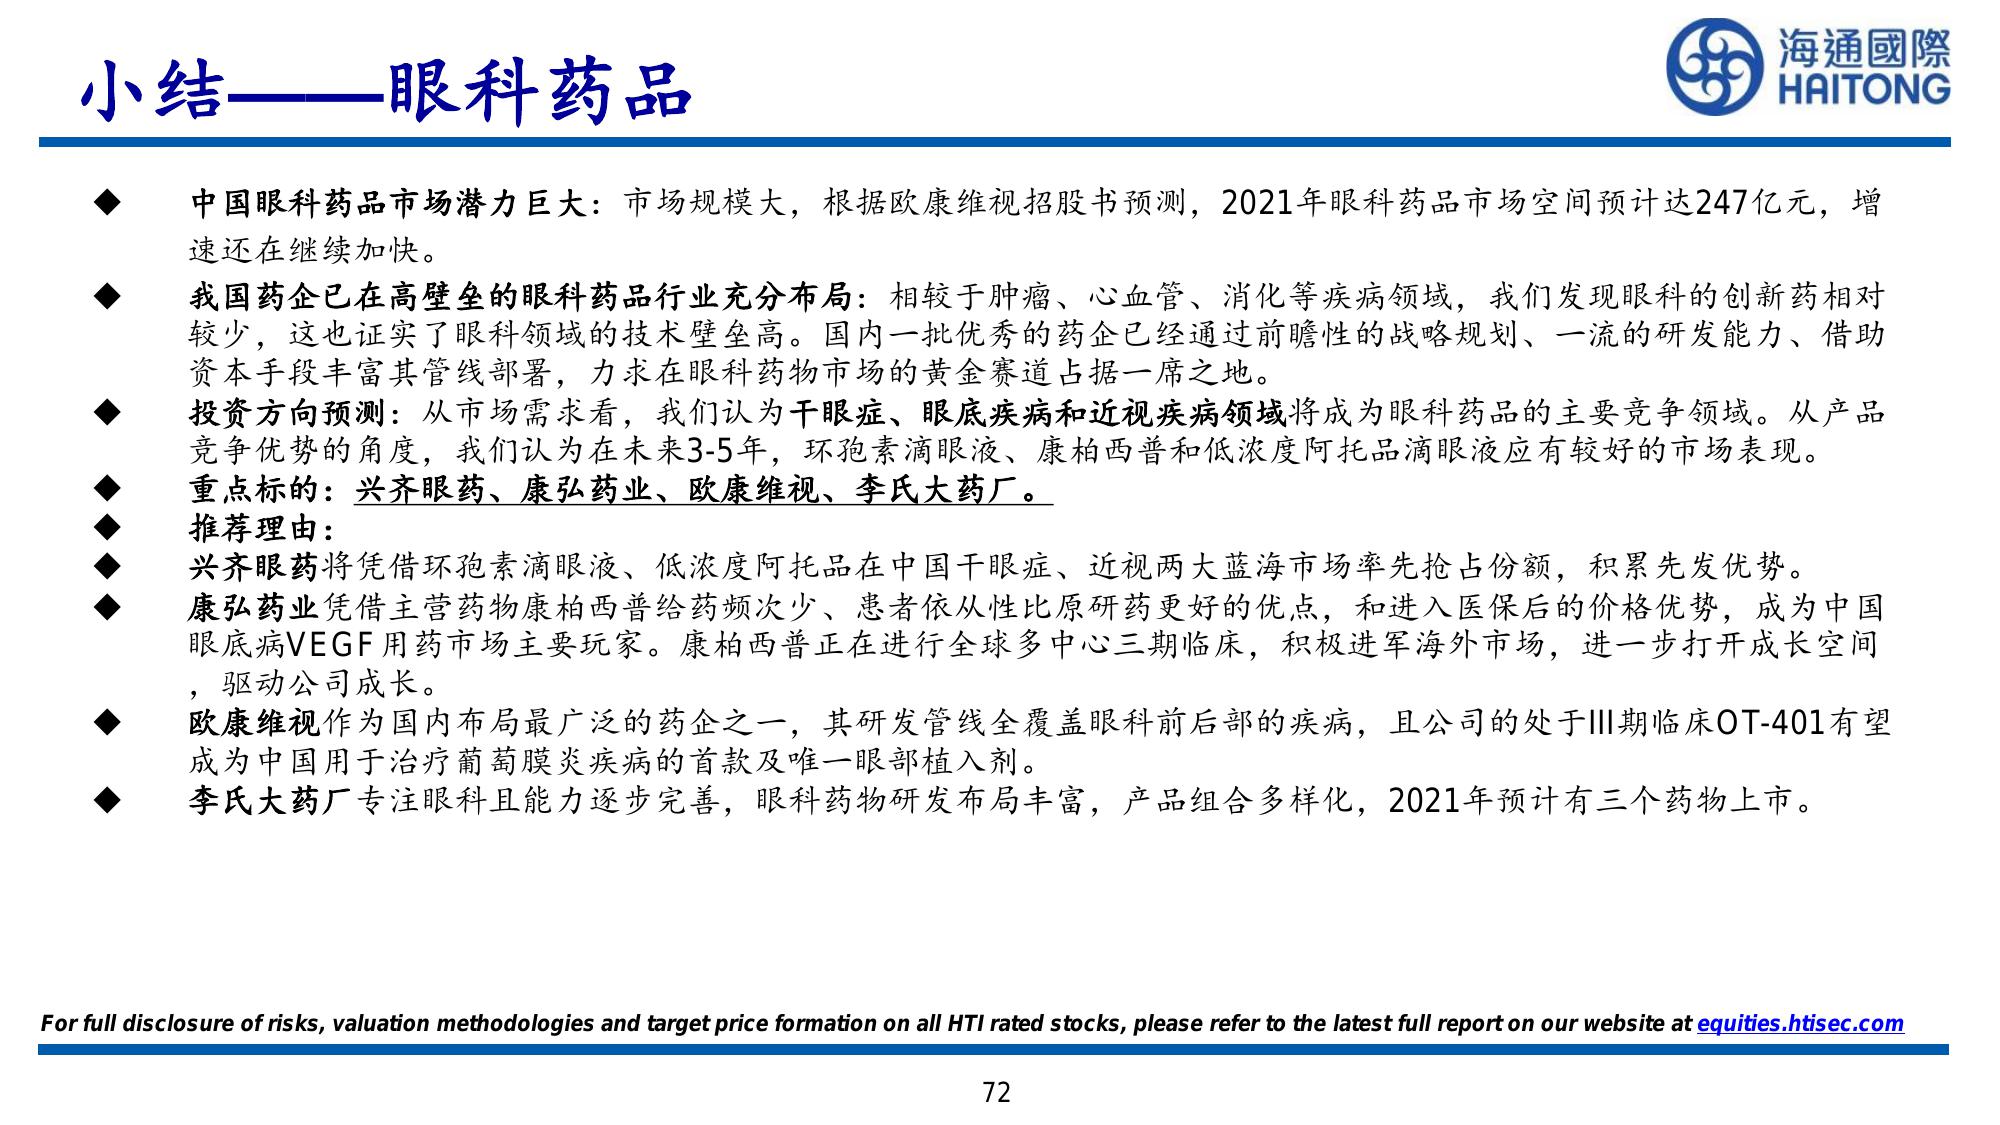 小结——眼科药品
海通國際
HAITONG
◆ 中国眼科药品市场潜力巨大：市场规模大，根据欧康维视招股书预测，2021年眼科药品市场空间预计达247亿元，增
速还在继续加快。
◆ 我国药企已在高壁垒的眼科药品行业充分布局：相较于肿瘤、心血管、消化等疾病领域，我们发现眼科的创新药相对
较少，这也证实了眼科领域的技术壁垒高。国内一批优秀的药企已经通过前瞻性的战略规划、一流的研发能力、借助
资本手段丰富其管线部署，力求在眼科药物市场的黄金赛道占据一席之地。
◆ 投资方向预测：从市场需求看，我们认为干眼症、眼底疾病和近视疾病领域将成为眼科药品的主要竞争领域。从产品
竞争优势的角度，我们认为在未来3-5年，环孢素滴眼液、康柏西普和低浓度阿托品滴眼液应有较好的市场表现。
◆ 重点标的：兴齐眼药、康弘药业、欧康维视、李氏大药厂。
◆ 推荐理由：
◆ 兴齐眼药将凭借环孢素滴眼液、低浓度阿托品在中国干眼症、近视两大蓝海市场率先抢占份额，积累先发优势。
◆ 康弘药业凭借主营药物康柏西普给药频次少、患者依从性比原研药更好的优点，和进入医保后的价格优势，成为中国
眼底病VEGF用药市场主要玩家。康柏西普正在进行全球多中心三期临床，积极进军海外市场，进一步打开成长空间
，驱动公司成长。
◆ 欧康维视作为国内布局最广泛的药企之一，其研发管线全覆盖眼科前后部的疾病，且公司的处于III期临床OT-401有望
成为中国用于治疗葡萄膜炎疾病的首款及唯一眼部植入剂。
◆ 李氏大药厂专注眼科且能力逐步完善，眼科药物研发布局丰富，产品组合多样化，2021年预计有三个药物上市。
For full disclosure of risks, valuation methodologies and target price formation on all HTI rated stocks, please refer to the latest full report on our website at equities.htisec.com
72